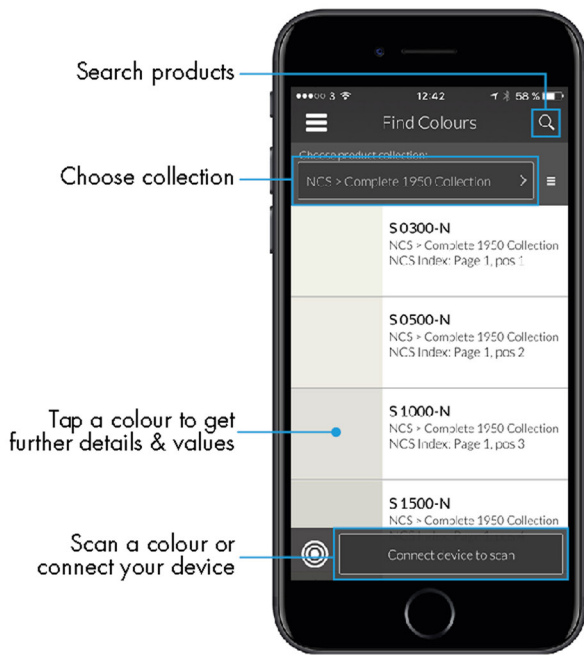 Search products
Choose collection
Tap a colour to get
further details & values
Scan a colour or
connect your device
3 12:42 58 %
Find Colours
Choose product collection:
NCS > Complete 1950 Collection >
S 0300-N
NCS > Complete 1950 Collection
NCS Index: Page 1, pos 1
S 0500-N
NCS > Complete 1950 Collection
NCS Index: Page 1, pos 2
S 1000-N
NCS > Complete 1950 Collection
NCS Index: Page 1, pos 3
S 1500-N
NCS > Complete 1950 Collection
Connect device to scan